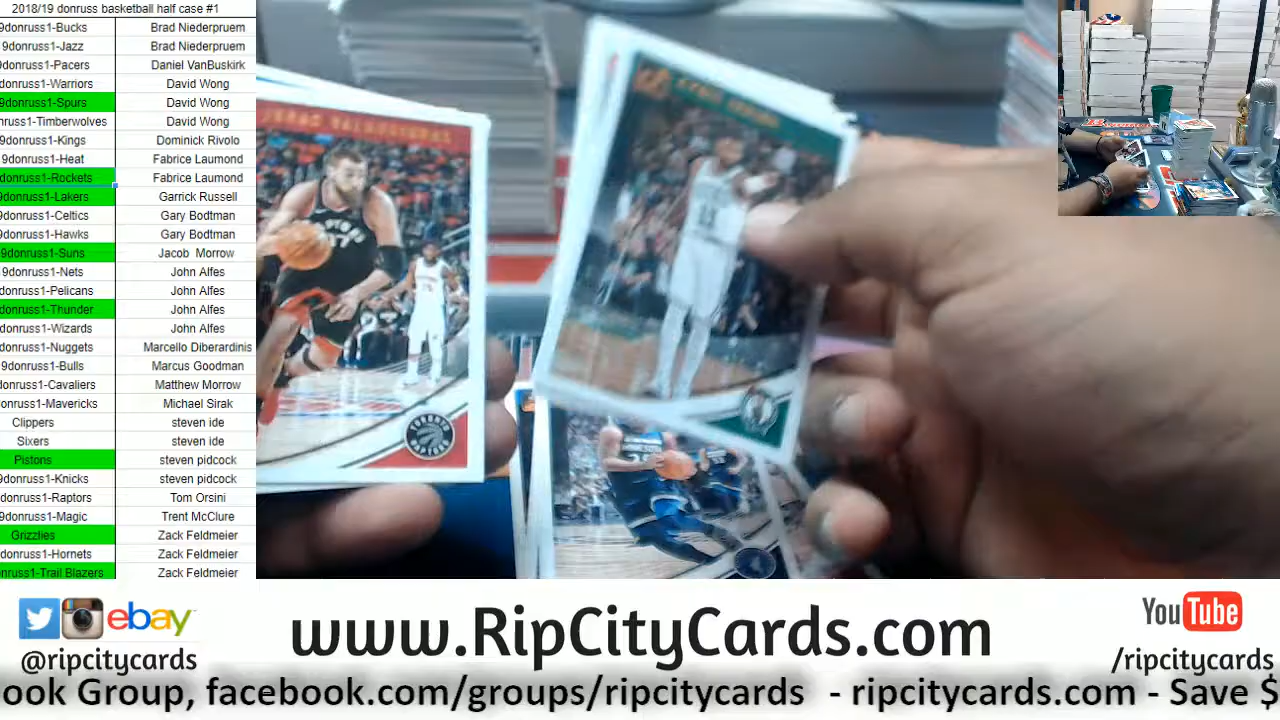 2018/19 donruss basketball half case #1
9donruss1-Bucks Brad Niederpruem
9donruss1-Jazz Brad Niederpruem
9donruss1-Pacers Daniel VanBuskirk
donruss1-Warriors David Wong
9donruss1-Spurs David Wong
nruss1-Timberwolves David Wong
9donruss1-Kings Dominick Rivolo
9donruss1-Heat Fabrice Laumond
donruss1-Rockets Fabrice Laumond
9donruss1-Lakers Garrick Russell
9donruss1-Celtics Gary Bodtman
9donruss1-Hawks Gary Bodtman
9donruss1-Suns Jacob Morrow
9donruss1-Nets John Alfes
donruss1-Pelicans John Alfes
donruss1-Thunder John Alfes
donruss1-Wizards John Alfes
donruss1-Nuggets Marcello Diberardinis
9donruss1-Bulls Marcus Goodman
donruss1-Cavaliers Matthew Morrow
onruss1-Mavericks Michael Sirak
Clippers steven ide
Sixers steven ide
Pistons steven pidcock
9donruss1-Knicks steven pidcock
donruss1-Raptors Tom Orsini
9donruss1-Magic Trent McClure
Grizzlies Zack Feldmeier
donruss1-Hornets Zack Feldmeier
nruss1-Trail Blazers Zack Feldmeier
TORONTO
RAPTORS
ebay
@ripcitycards
www.RipCityCards.com
YouTube
/ripcitycards
ook Group, facebook.com/groups/ripcitycards - ripcitycards.com - Save $